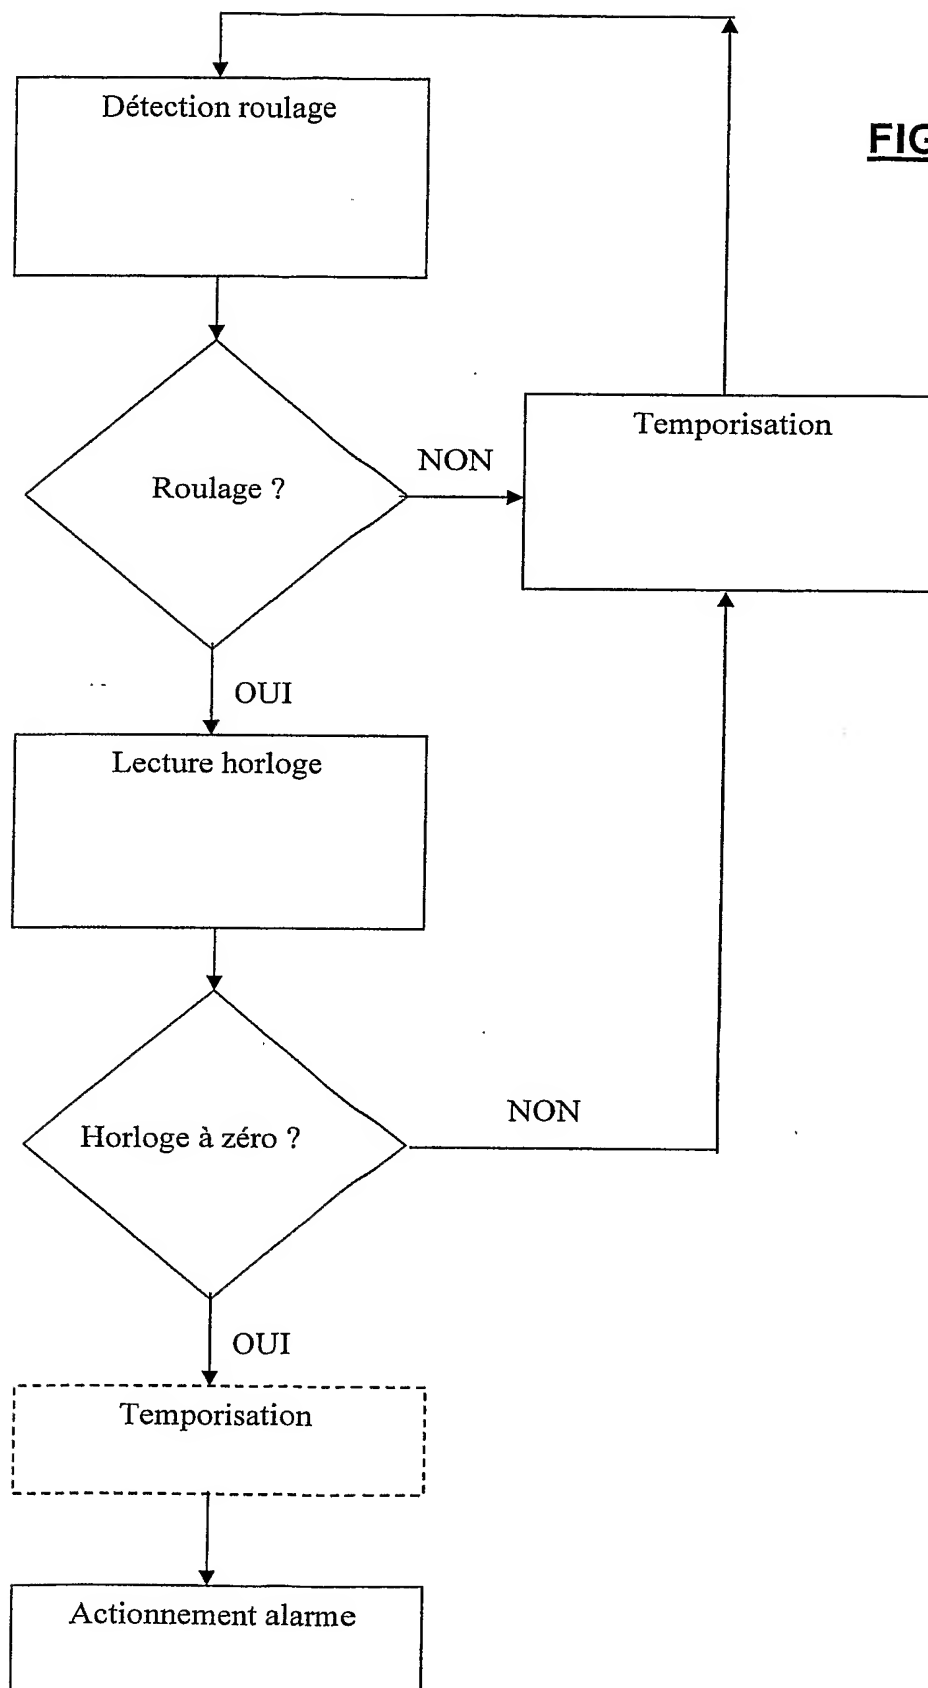 Détection roulage
FIG
Temporisation
NON
Roulage ?
OUI
Lecture horloge
NON
Horloge à zéro ?
OUI
Temporisation
Actionnement alarme